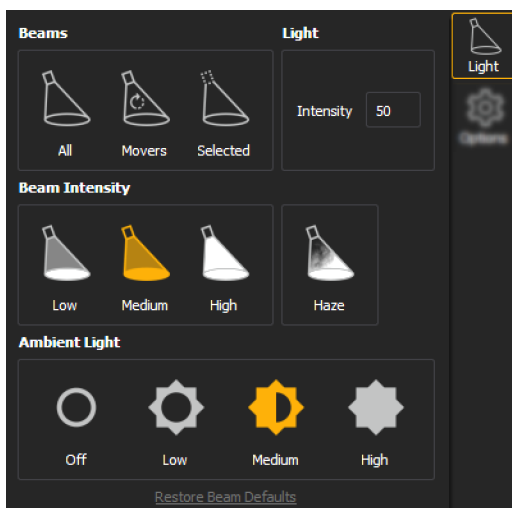 Beams
Light
All
Movers
Selected
Intensity
50
Beam Intensity
Low
Medium
High
Haze
Ambient Light
Off
Low
Medium
High
Restore Beam Defaults
Light
Options